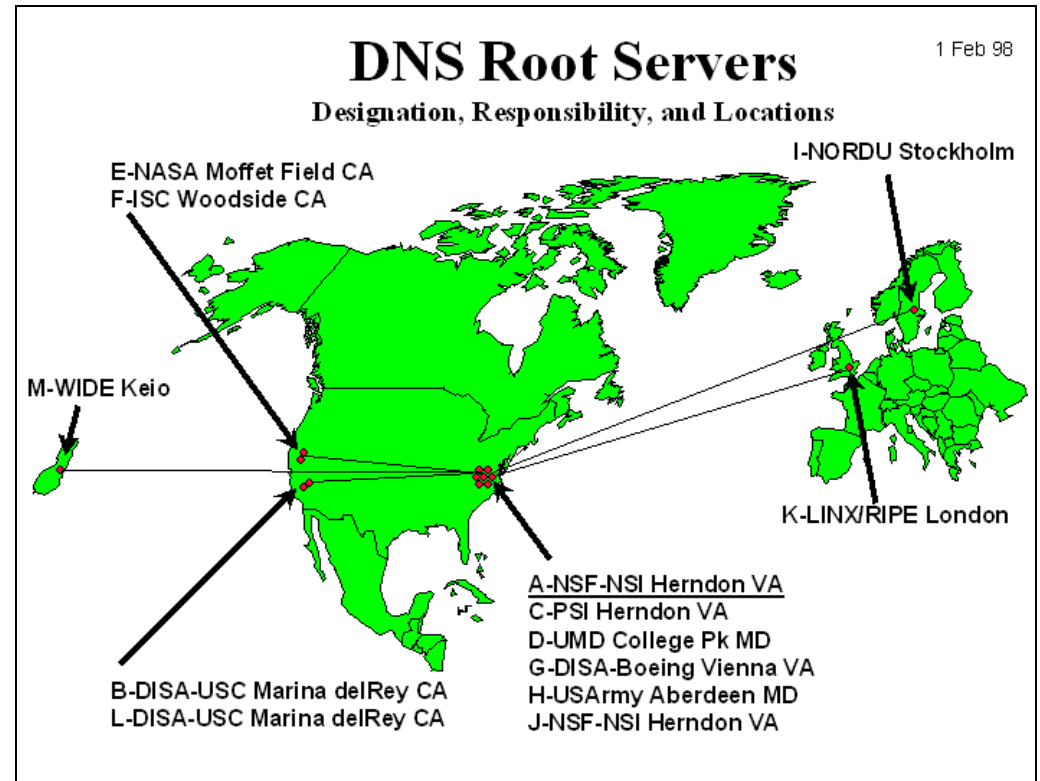 DNS Root Servers
1 Feb 98
Designation, Responsibility, and Locations
I-NORDU Stockholm
E-NASA Moffet Field CA
F-ISC Woodside CA
M-WIDE Keio
K-LINX/RIPE London
A-NSF-NSI Herndon VA
C-PSI Herndon VA
D-UMD College Pk MD
G-DISA-Boeing Vienna VA
H-USArmy Aberdeen MD
J-NSF-NSI Herndon VA
B-DISA-USC Marina delRey CA
L-DISA-USC Marina delRey CA